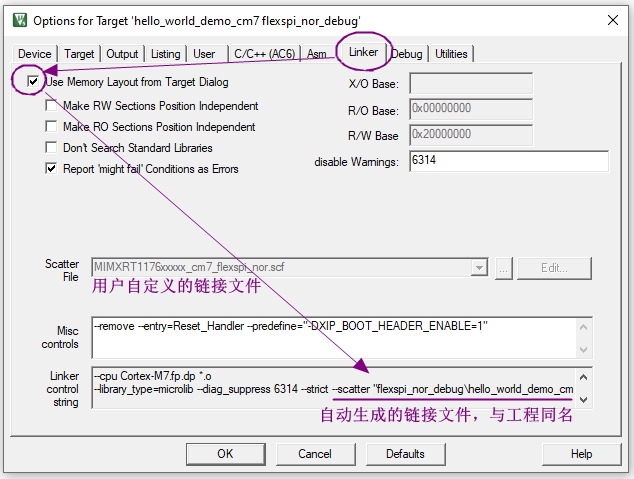 Options for Target 'hello_world_demo_cm7 flexspi_nor_debug'
Device Target Output Listing User C/C++ (AC6) Asm Linker Debug Utilities
Use Memory Layout from Target Dialog
X/O Base:
Make RW Sections Position Independent
R/O Base: 0x00000000
Make RO Sections Position Independent
R/W Base 0x20000000
Don't Search Standard Libraries
disable Warnings: 6314
Report 'might fail' Conditions as Errors
Scatter
File
MIMXRT1176xxxxx_cm7_flexspi_nor.scf
...
Edit...
用户自定义的链接文件
Misc
controls
--remove --entry=Reset_Handler --predefine="-DXIP_BOOT_HEADER_ENABLE=1"
Linker
control
string
--cpu Cortex-M7.fp.dp *.o
--library_type=microlib --diag_suppress 6314 --strict --scatter "flexspi_nor_debug\hello_world_demo_cm
自动生成的链接文件，与工程同名
OK Cancel Defaults Help